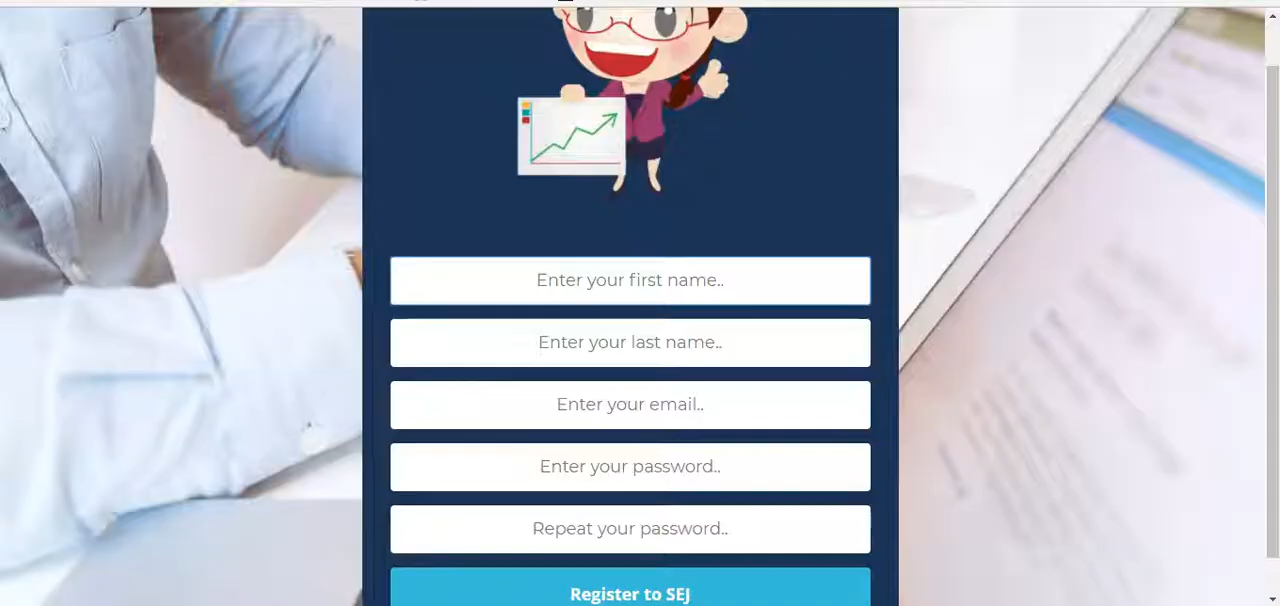 Enter your first name..
Enter your last name..
Enter your email..
Enter your password..
Repeat your password..
Register to SEJ